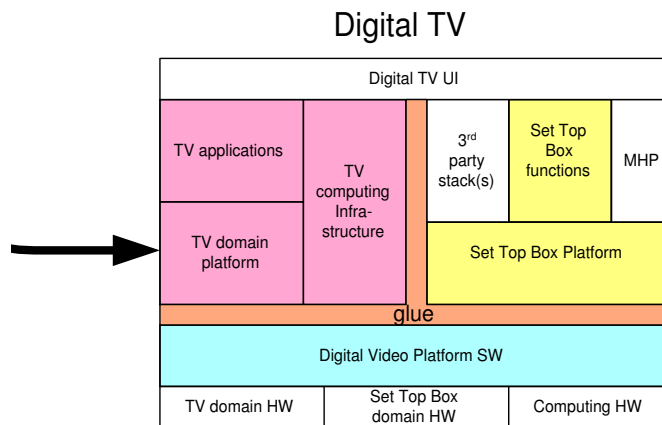 Digital TV
Digital TV UI
TV applications
TV domain
platform
TV
computing
Infra-
structure
3rd
party
stack(s)
Set Top
Box
functions
MHP
Set Top Box Platform
glue
Digital Video Platform SW
TV domain HW
Set Top Box
domain HW
Computing HW